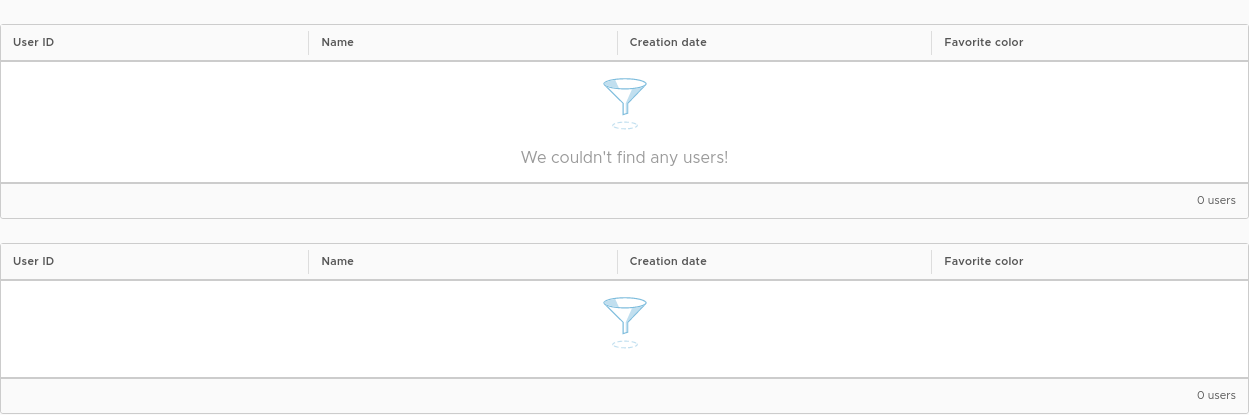 User ID Name Creation date Favorite color
We couldn't find any users!
0 users
User ID Name Creation date Favorite color
0 users